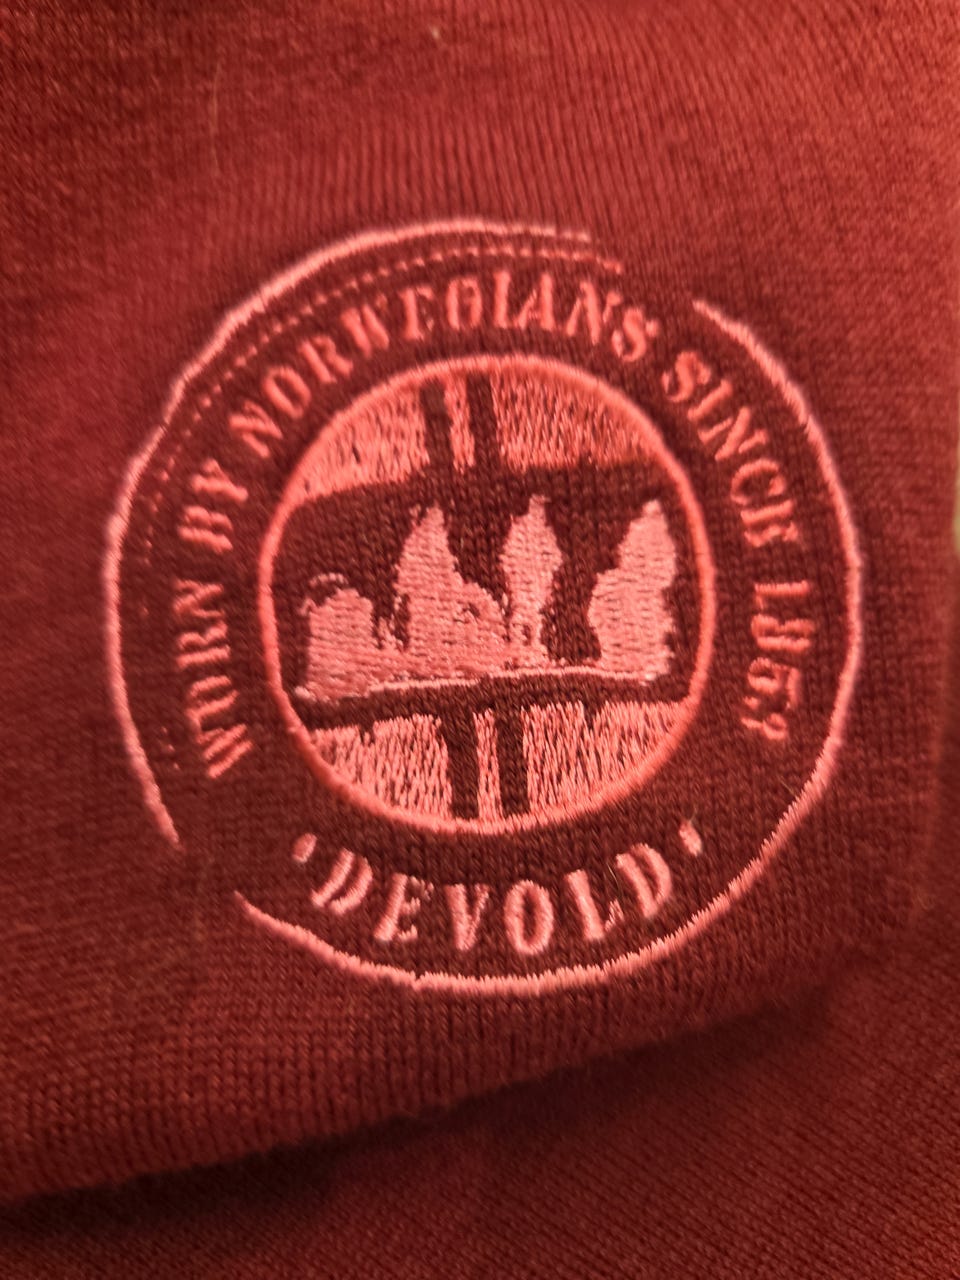 WORN BY NORWEGIANS SINCE 1853
DEVOLD